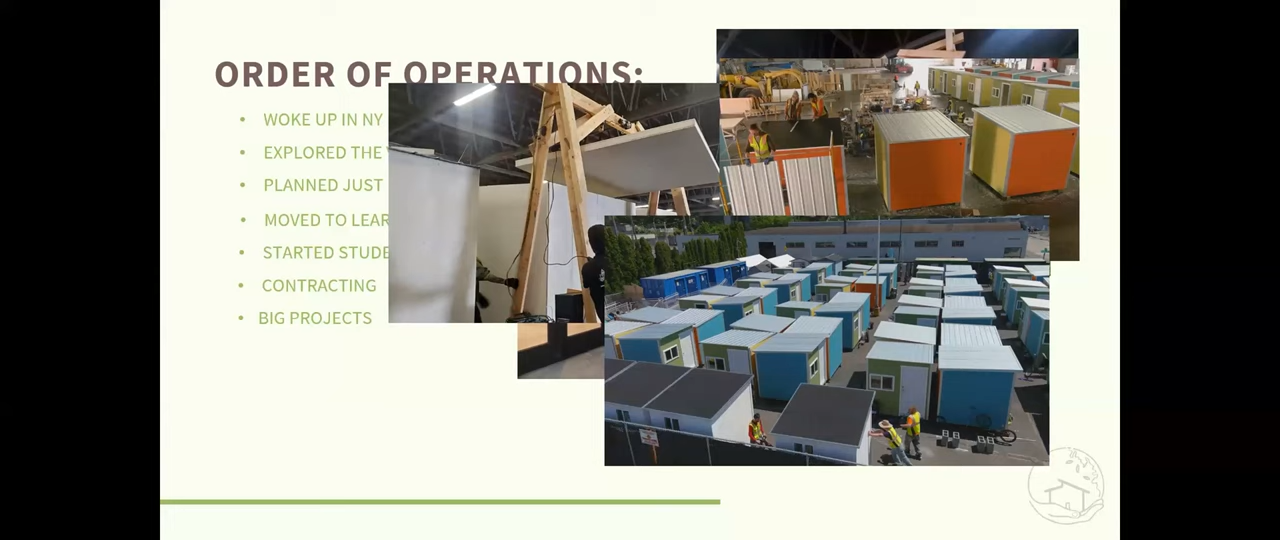 ORDER OF OPERATIONS:
• WOKE UP IN NY
• EXPLORED THE
• PLANNED JUST
• MOVED TO LEAR
• STARTED STUDE
• CONTRACTING
• BIG PROJECTS